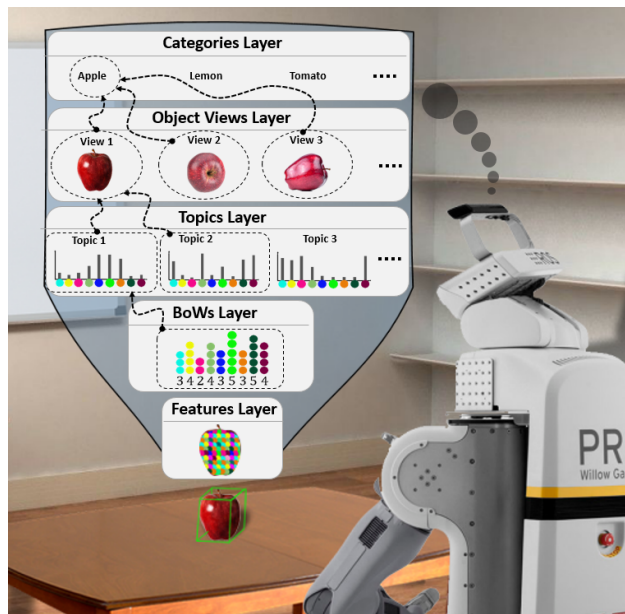 Categories Layer
Apple Lemon Tomato
Object Views Layer
View 1 View 2 View 3
Topics Layer
Topic 1 Topic 2 Topic 3
BoWs Layer
3 4 2 4 3 5 3 5 4
Features Layer
PR
Willow Ga